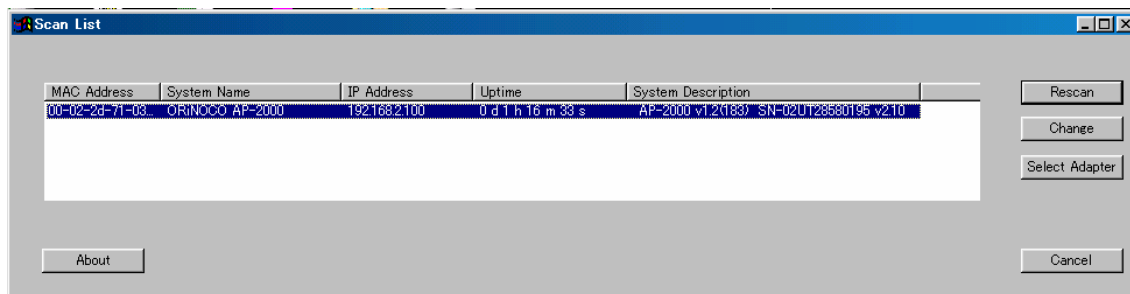 Scan List
MAC Address System Name IP Address Uptime System Description
00-02-2d-71-03... ORiNOCO AP-2000 192.168.2.100 0 d 1 h 16 m 33 s AP-2000 v1.2(183) SN-02UT28580195 v2.10
Rescan
Change
Select Adapter
About
Cancel